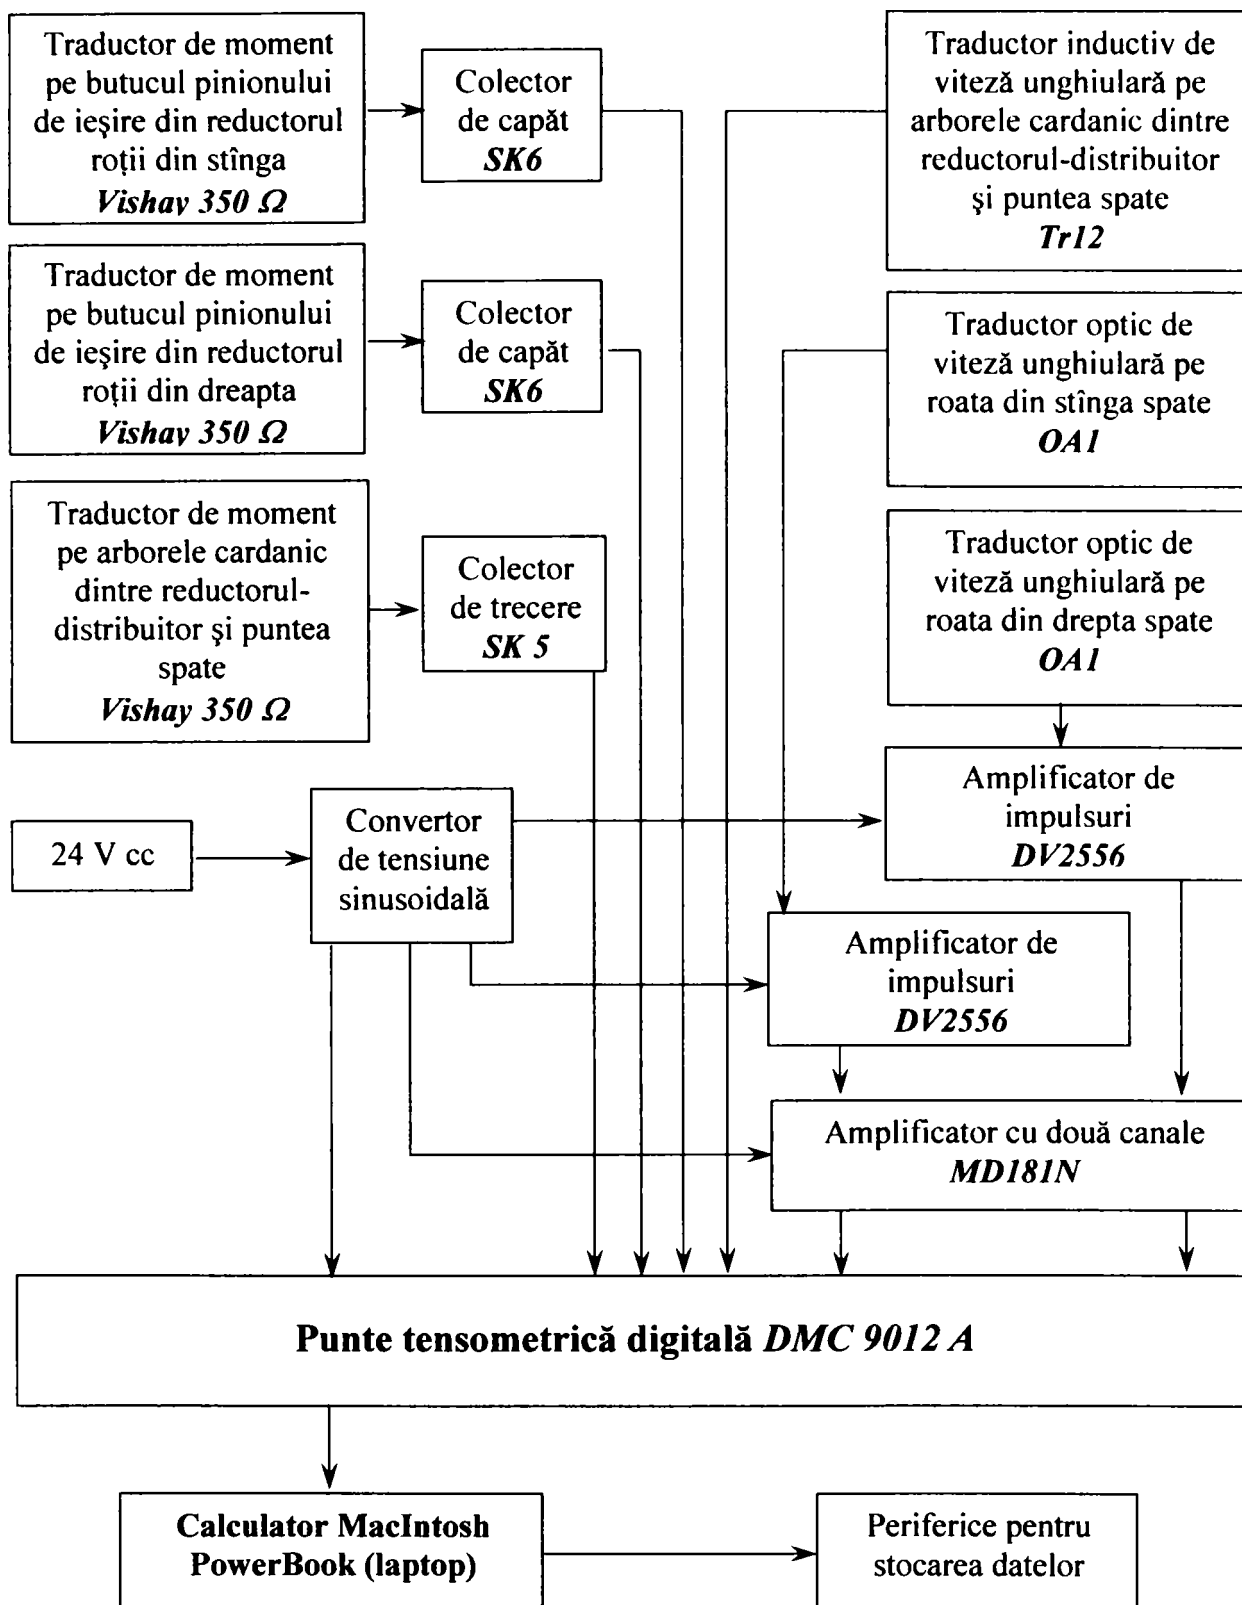 Traductor de moment
pe butucul pinionului
de ieşire din reductorul
roţii din stînga
Vishay 350 Ω
Colector
de capăt
SK6
Traductor inductiv de
viteză unghiulară pe
arborele cardanic dintre
reductorul-distribuitor
şi puntea spate
Tr12
Traductor de moment
pe butucul pinionului
de ieşire din reductorul
roţii din dreapta
Vishay 350 Ω
Colector
de capăt
SK6
Traductor optic de
viteză unghiulară pe
roata din stînga spate
OA1
Traductor de moment
pe arborele cardanic
dintre reductorul-
distribuitor şi puntea
spate
Vishay 350 Ω
Colector
de trecere
SK 5
Traductor optic de
viteză unghiulară pe
roata din drepta spate
OA1
24 V cc
Convertor
de tensiune
sinusoidală
Amplificator de
impulsuri
DV2556
Amplificator de
impulsuri
DV2556
Amplificator cu două canale
MD181N
Punte tensometrică digitală DMC 9012 A
Calculator MacIntosh
PowerBook (laptop)
Periferice pentru
stocarea datelor